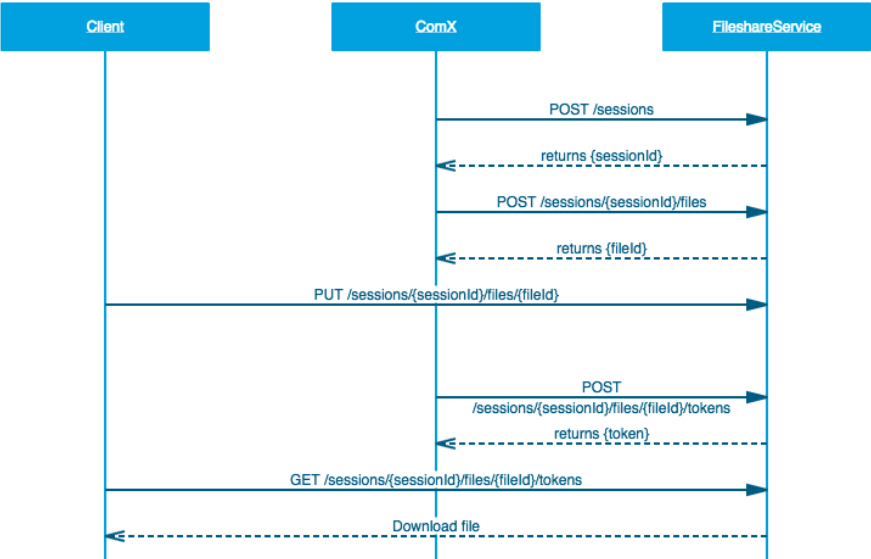 Client
ComX
FileshareService
POST /sessions
returns {sessionId}
POST /sessions/{sessionId}/files
returns {fileId}
PUT /sessions/{sessionId}/files/{fileId}
POST
/sessions/{sessionId}/files/{fileId}/tokens
returns {token}
GET /sessions/{sessionId}/files/{fileId}/tokens
Download file